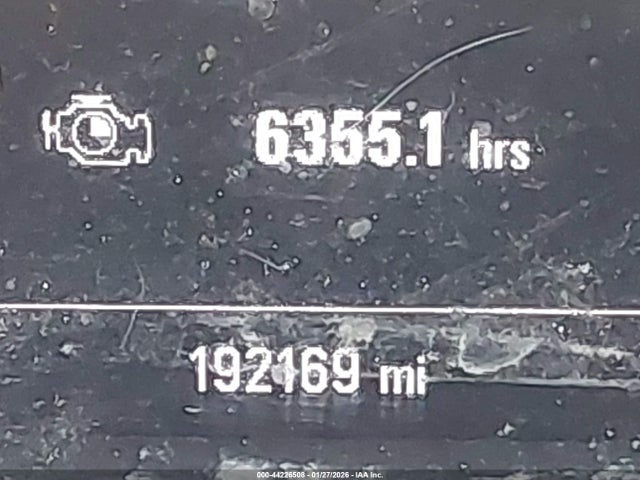 6355.1 hrs
192169 mi
000-44226508 - 01/27/2026 - IAA Inc.